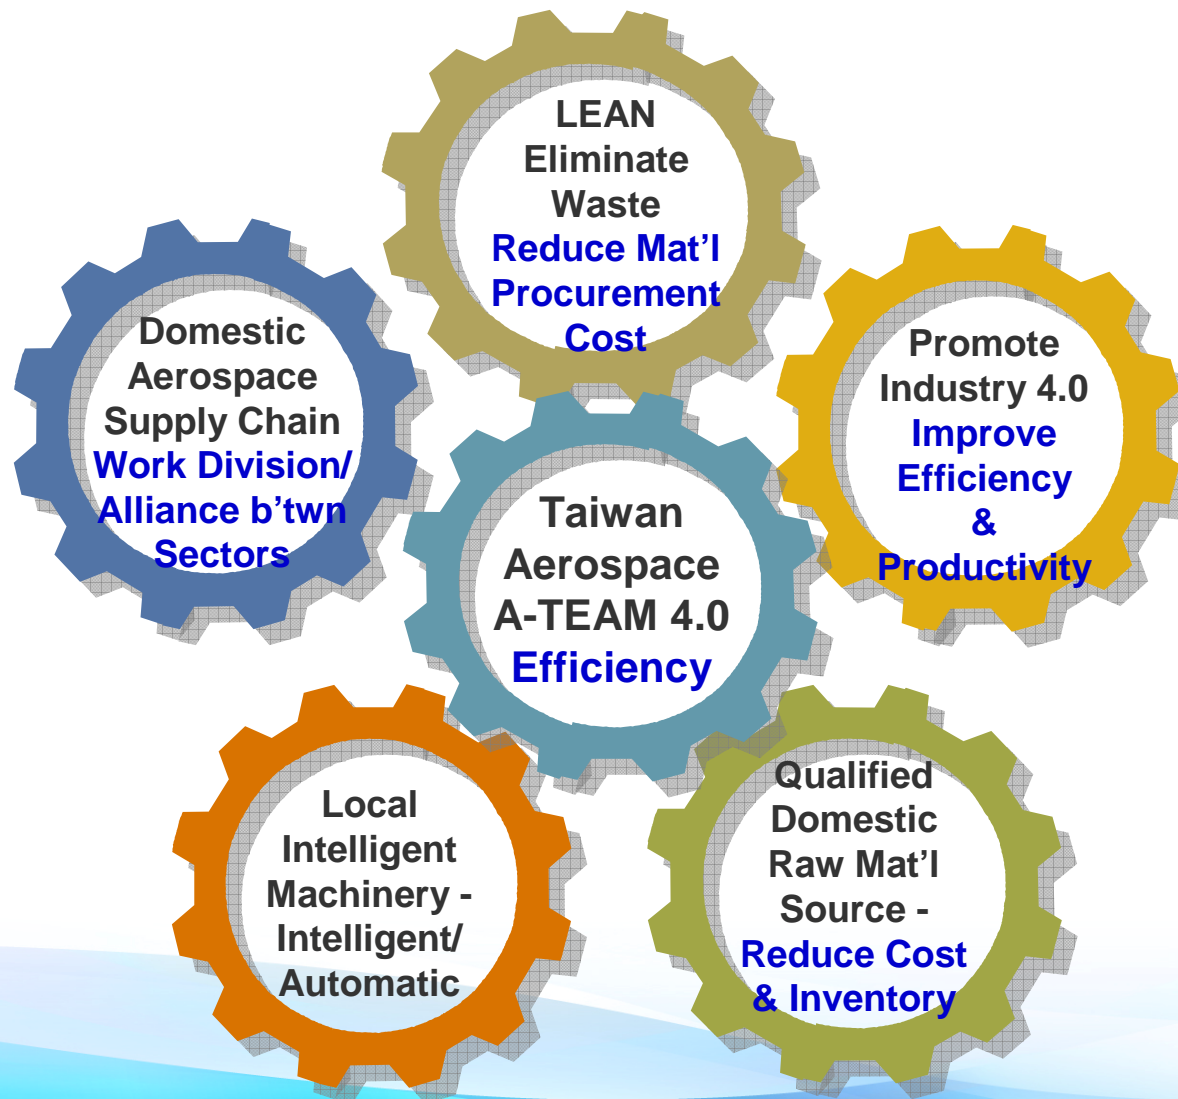 LEAN
Eliminate
Waste
Reduce Mat’l
Procurement
Cost
Domestic
Aerospace
Supply Chain
Work Division/
Alliance b’twn
Sectors
Promote
Industry 4.0
Improve
Efficiency
&
Productivity
Taiwan
Aerospace
A-TEAM 4.0
Efficiency
Local
Intelligent
Machinery -
Intelligent/
Automatic
Qualified
Domestic
Raw Mat’l
Source -
Reduce Cost
& Inventory